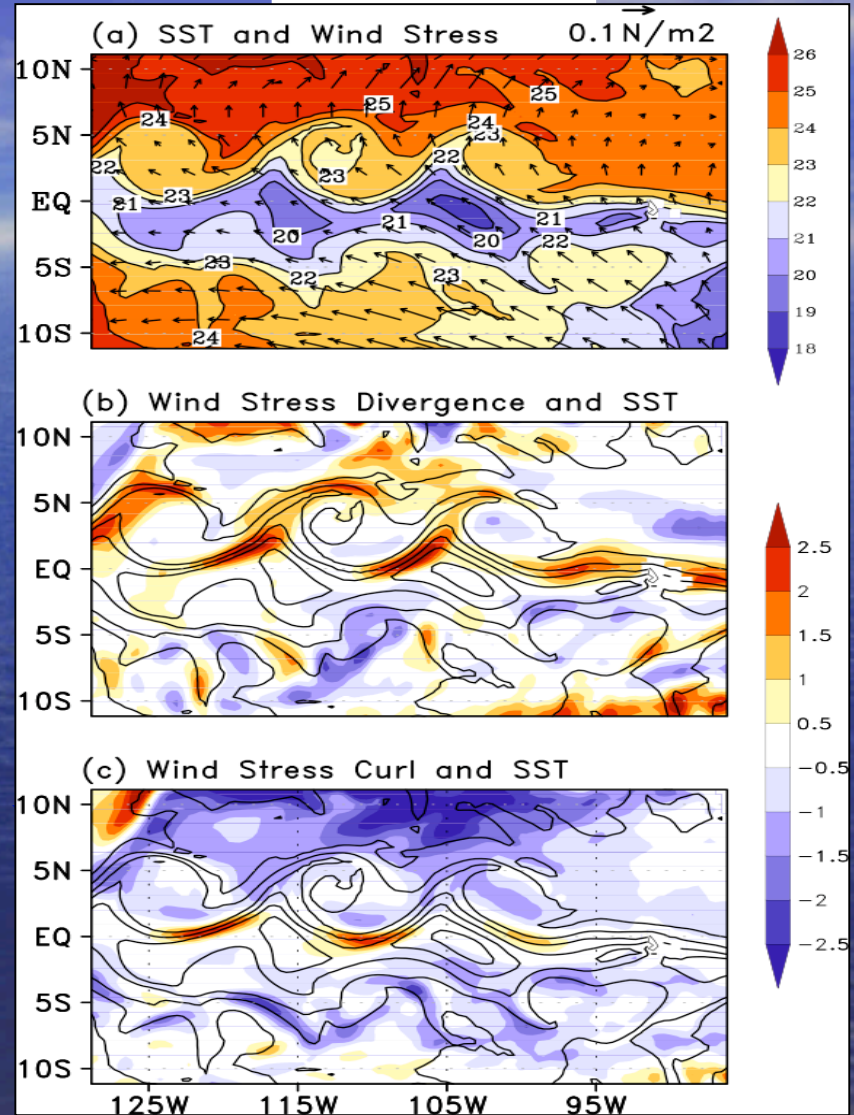 (a) SST and Wind Stress 0.1N/m2
10N
5N
EQ
5S
10S
25
25
24
24
23
22
22
23
23
21
20
21
20
21
22
23
22
23
24
26
25
24
23
22
21
20
19
18
(b) Wind Stress Divergence and SST
10N
5N
EQ
5S
10S
2.5
2
1.5
1
0.5
-0.5
-1
-1.5
-2
-2.5
(c) Wind Stress Curl and SST
10N
5N
EQ
5S
10S
125W 115W 105W 95W